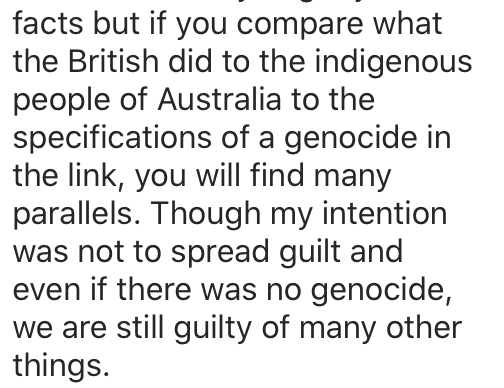 facts but if you compare what
the British did to the indigenous
people of Australia to the
specifications of a genocide in
the link, you will find many
parallels. Though my intention
was not to spread guilt and
even if there was no genocide,
we are still guilty of many other
things.